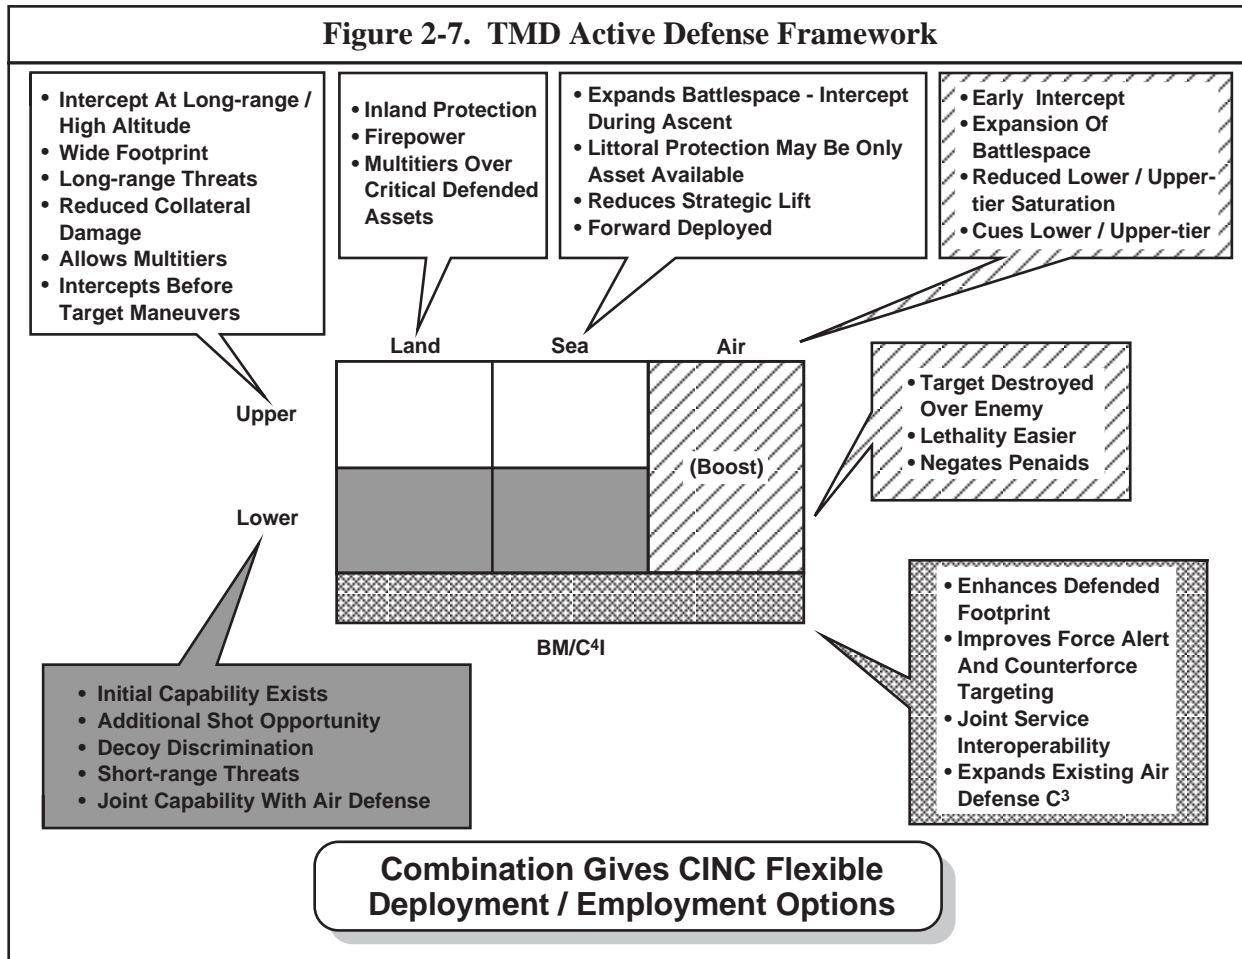 Figure 2-7. TMD Active Defense Framework
• Intercept At Long-range /
High Altitude
• Wide Footprint
• Long-range Threats
• Reduced Collateral
Damage
• Allows Multitiers
• Intercepts Before
Target Maneuvers
• Inland Protection
• Firepower
• Multitiers Over
Critical Defended
Assets
• Expands Battlespace - Intercept
During Ascent
• Littoral Protection May Be Only
Asset Available
• Reduces Strategic Lift
• Forward Deployed
• Early Intercept
• Expansion Of
Battlespace
• Reduced Lower / Upper-
tier Saturation
• Cues Lower / Upper-tier
Land
Sea
Air
Upper
(Boost)
Lower
• Target Destroyed
Over Enemy
• Lethality Easier
• Negates Penaids
BM/C4I
• Enhances Defended
Footprint
• Improves Force Alert
And Counterforce
Targeting
• Joint Service
Interoperability
• Expands Existing Air
Defense C3
• Initial Capability Exists
• Additional Shot Opportunity
• Decoy Discrimination
• Short-range Threats
• Joint Capability With Air Defense
Combination Gives CINC Flexible
Deployment / Employment Options